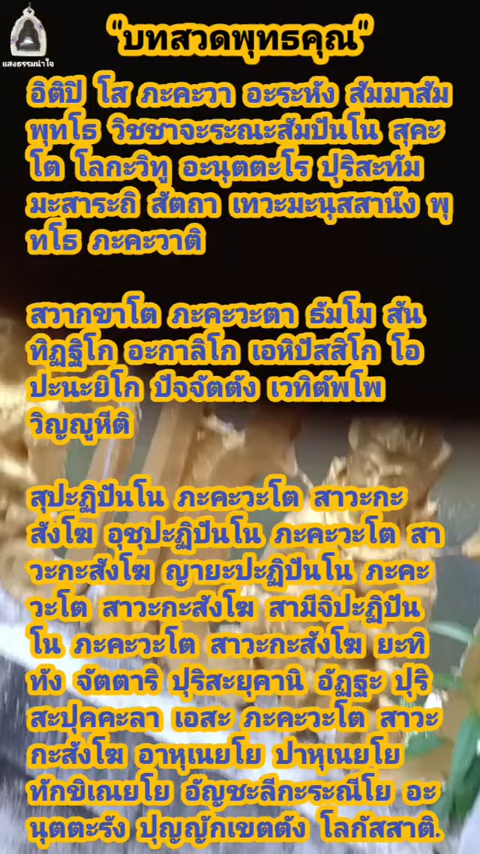 แสงธรรมนำใจ
"บทสวดพุทธคุณ"
อิติปิ โส ภะคะวา อะระหัง สัมมาสัม
พุทโธ วิชชาจะระณะสัมปันโน สุคะ
โต โลกะวิทู อะนุตตะโร ปุริสะทัม
มะสาระถิ สัตถา เทวะมะนุสสานัง พุ
ทโธ ภะคะวาติ
สวากขาโต ภะคะวะตา ธัมโม สัน
ทิฏฐิโก อะกาลิโก เอหิปัสสิโก โอ
ปะนะยิโก ปัจจัตตัง เวทิตัพโพ
วิญญูหีติ
สุปะฏิปันโน ภะคะวะโต สาวะกะ
สังโฆ อุชุปะฏิปันโน ภะคะวะโต สา
วะกะสังโฆ ญายะปะฏิปันโน ภะคะ
วะโต สาวะกะสังโฆ สามีจิปะฏิปัน
โน ภะคะวะโต สาวะกะสังโฆ ยะทิ
ทัง จัตตาริ ปุริสะยุคานิ อัฏฐะ ปุริ
สะปุคคะลา เอสะ ภะคะวะโต สาวะ
กะสังโฆ อาหุเนยโย ปาหุเนยโย
ทักขิเณยโย อัญชะลีกะระณีโย อะ
นุตตะรัง ปุญญักเขตตัง โลกัสสาติ.